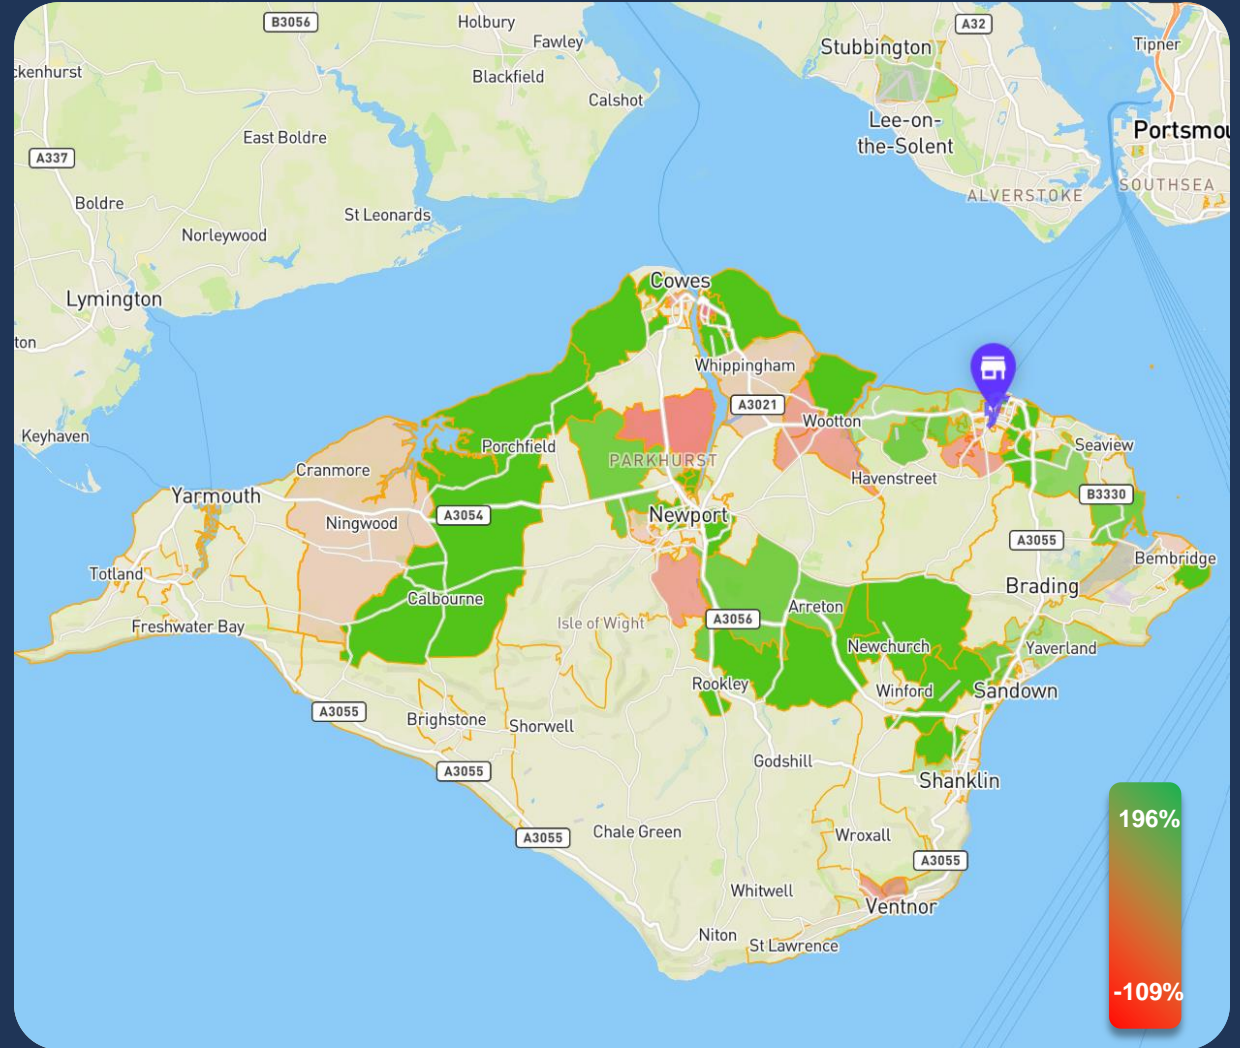 B3056
Holbury
A32
Fawley
Stubbington
Tipner
ckenhurst
Blackfield
Calshot
Lee-on-
the-Solent
Portsmou
East Boldre
A337
SOUTHSEA
ALVERSTOKE
Boldre
St Leonards
Norleywood
Cowes
Lymington
ton
Whippingham
A3021
Wootton
Keyhaven
Porchfield
Seaview
PARKHURST
Cranmore
Havenstreet
Yarmouth
B3330
A3054
Newport
Ningwood
A3055
Bembridge
Totland
Brading
Calbourne
Arreton
Isle of Wight
A3056
Freshwater Bay
Newchurch
Yaverland
Rookley
Winford
Sandown
A3055
Brighstone
Shorwell
Godshill
A3055
Shanklin
196%
Chale Green
Wroxall
A3055
A3055
Whitwell
Ventnor
Niton
St Lawrence
-109%